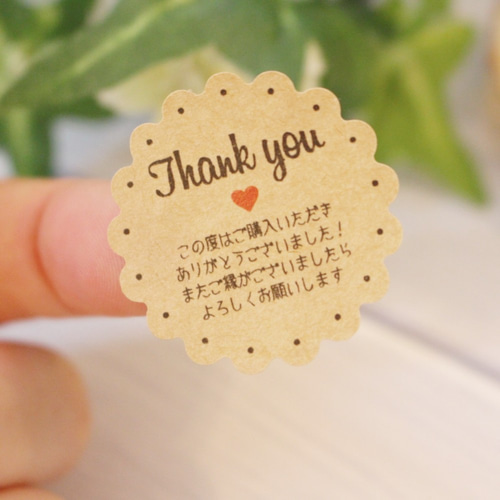 Thank you
この度はご購入いただき
ありがとうございました!
またご縁がございましたら
よろしくお願いします